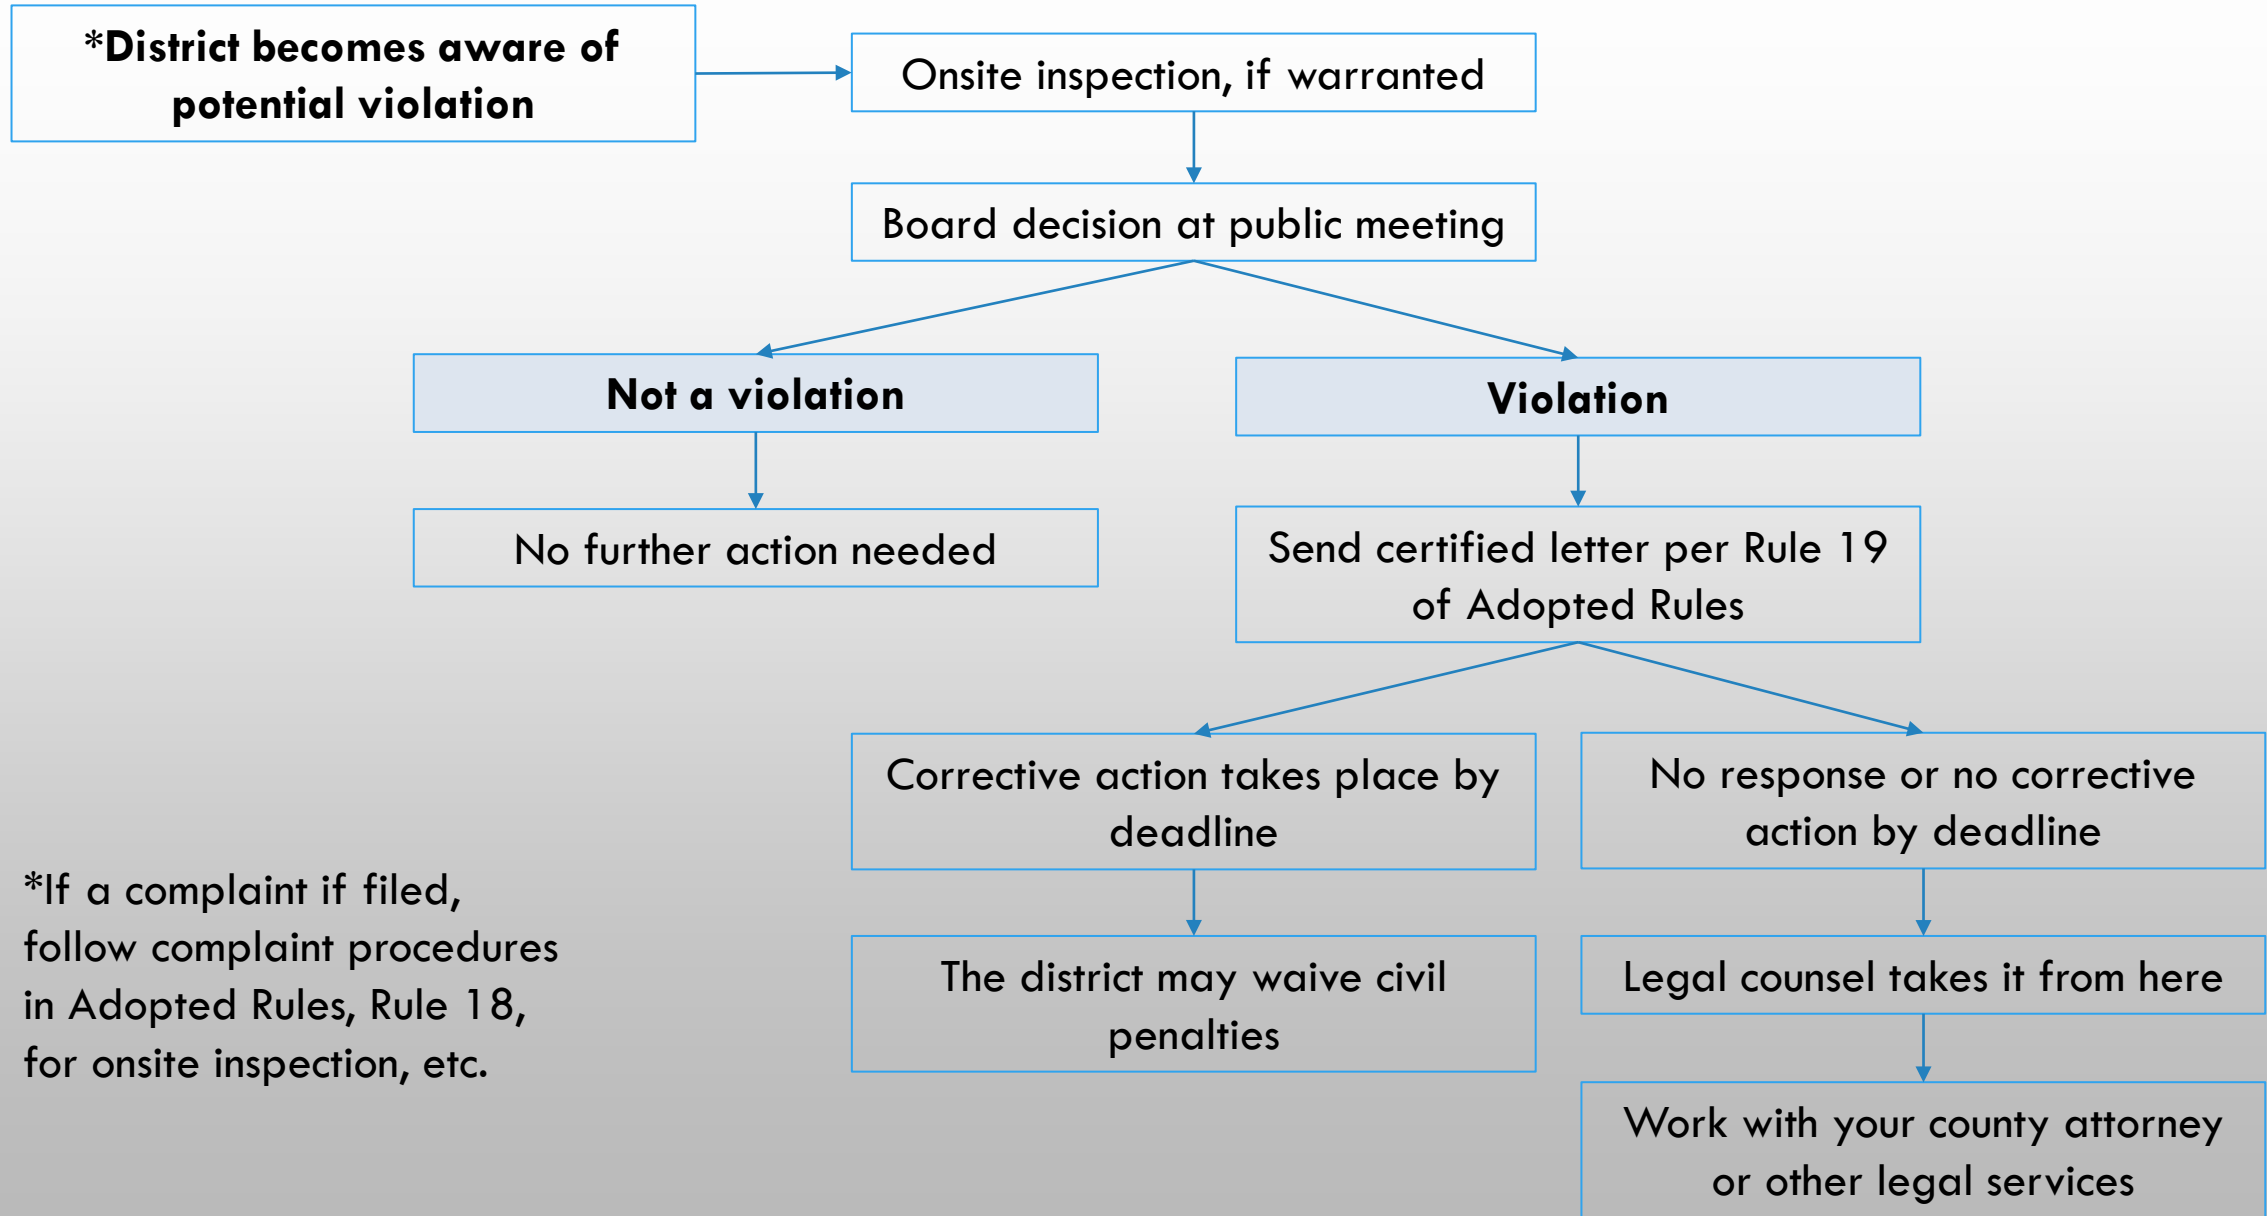 *District becomes aware of
potential violation
Onsite inspection, if warranted
Board decision at public meeting
Not a violation
Violation
No further action needed
Send certified letter per Rule 19
of Adopted Rules
Corrective action takes place by
deadline
No response or no corrective
action by deadline
The district may waive civil
penalties
Legal counsel takes it from here
Work with your county attorney
or other legal services
*If a complaint if filed,
follow complaint procedures
in Adopted Rules, Rule 18,
for onsite inspection, etc.